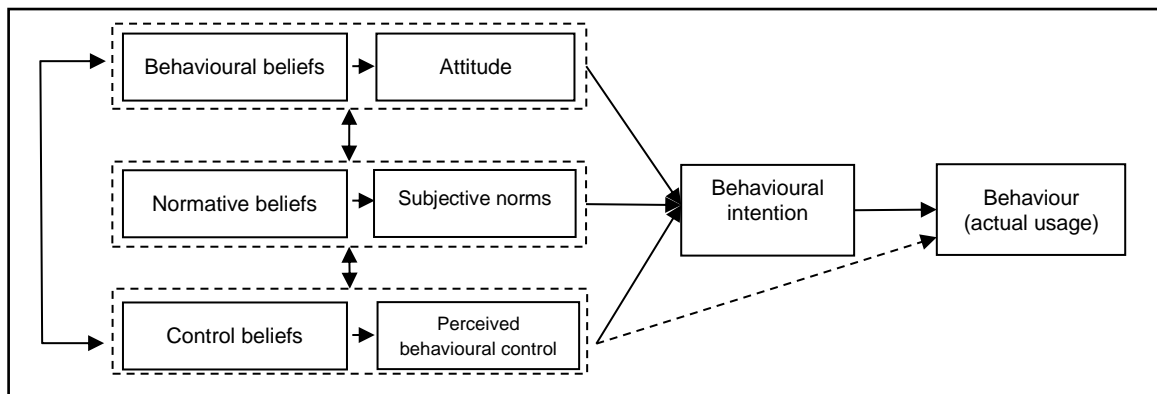 Behavioural beliefs
Attitude
Normative beliefs
Subjective norms
Control beliefs
Perceived
behavioural control
Behavioural
intention
Behaviour
(actual usage)